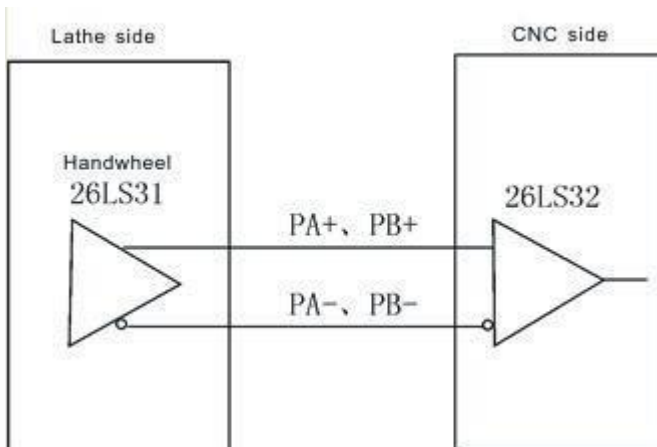 Lathe side
CNC side
Handwheel
26LS31
26LS32
PA+、PB+
PA-、PB-